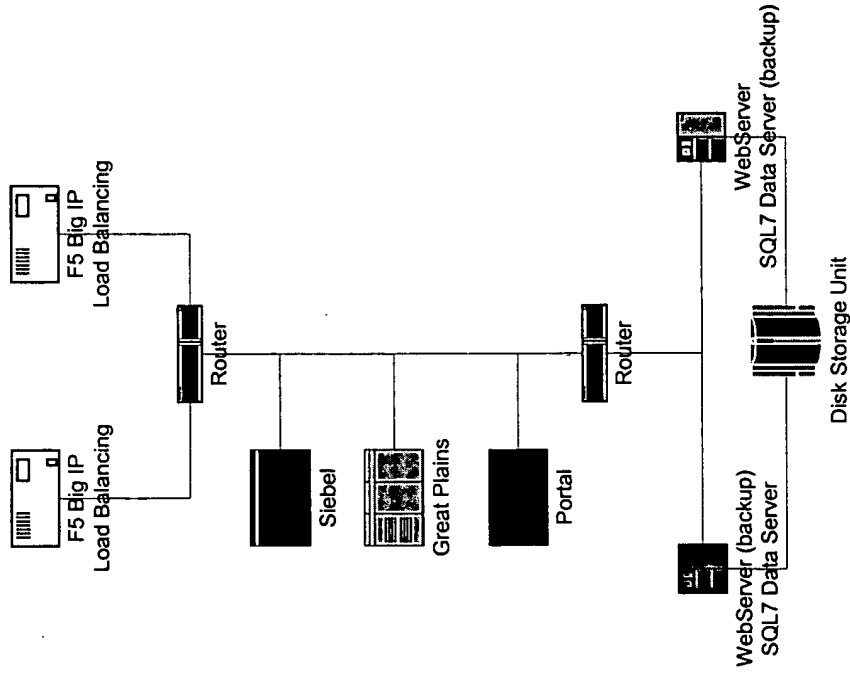 F5 Big IP
Load Balancing
F5 Big IP
Load Balancing
Router
Siebel
Great Plains
Portal
Router
WebServer (backup)
SQL7 Data Server
WebServer
SQL7 Data Server (backup)
Disk Storage Unit